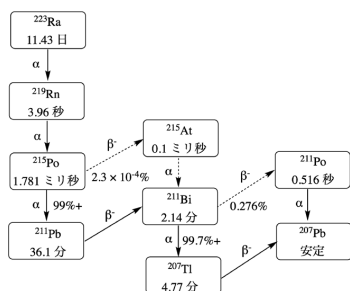 ²²³Ra
11.43 日
α
²¹⁹Rn
3.96 秒
α
²¹⁵Po
1.781 ミリ秒
β⁻
2.3 × 10⁻⁴%
²¹⁵At
0.1 ミリ秒
α 99%+
α
²¹¹Pb
36.1 分
β⁻
²¹¹Bi
2.14 分
β⁻
0.276%
²¹¹Po
0.516 秒
α 99.7%+
α
²⁰⁷Tl
4.77 分
β⁻
²⁰⁷Pb
安定